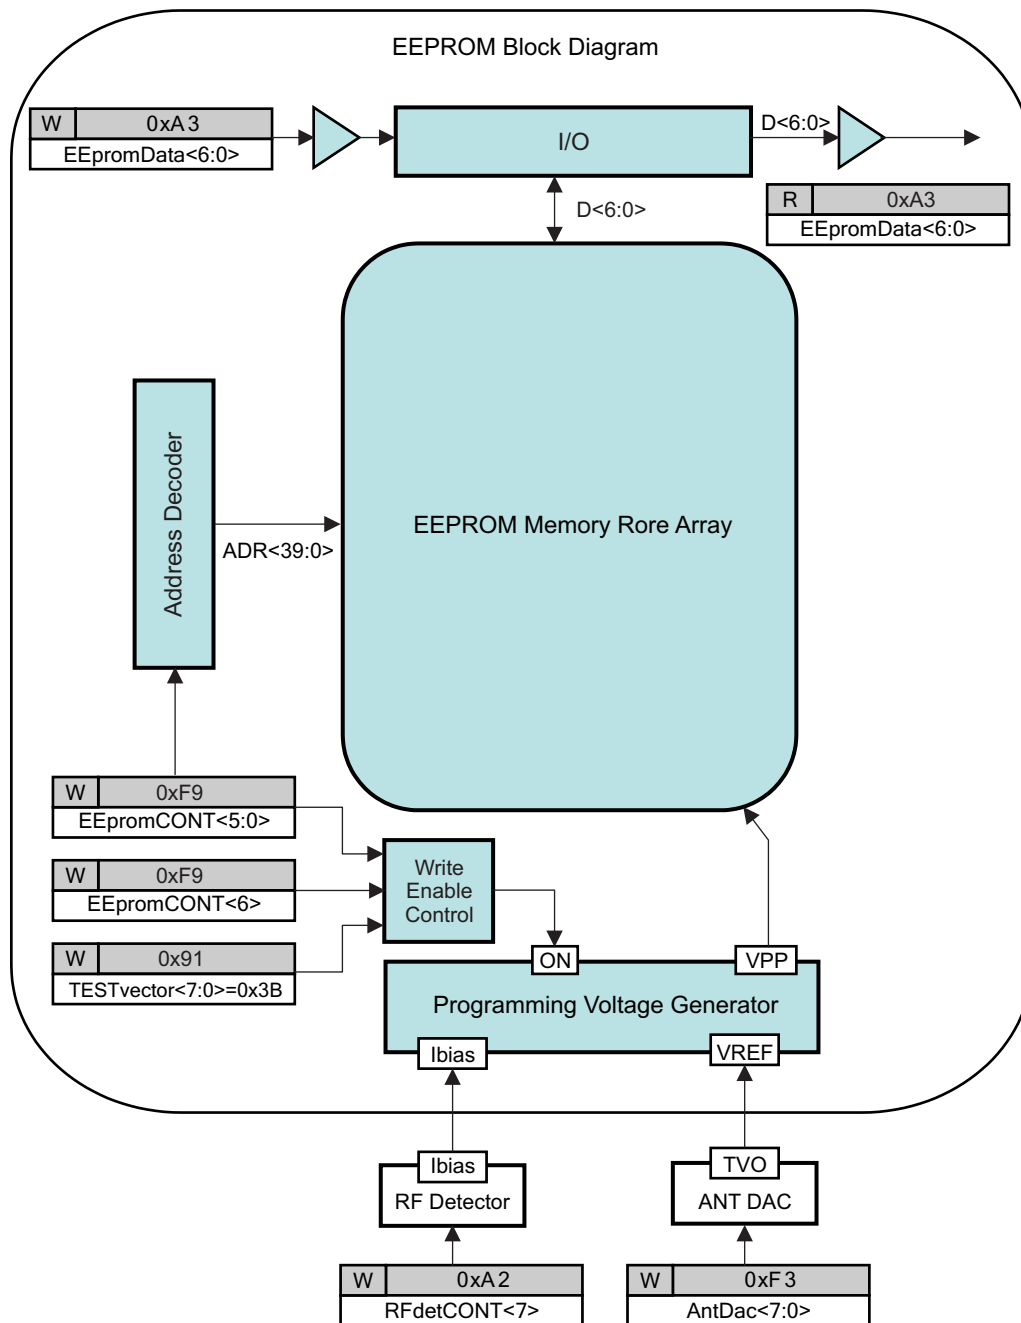 EEPROM Block Diagram
W 0xA3
EEpromData<6:0>
I/O
D<6:0>
R 0xA3
EEpromData<6:0>
D<6:0>
Address Decoder
ADR<39:0>
EEPROM Memory Rore Array
W 0xF9
EEpromCONT<5:0>
W 0xF9
EEpromCONT<6>
W 0x91
TESTvector<7:0>=0x3B
Write
Enable
Control
ON
VPP
Programming Voltage Generator
Ibias
VREF
Ibias
RF Detector
TVO
ANT DAC
W 0xA2
RFdetCONT<7>
W 0xF3
AntDac<7:0>